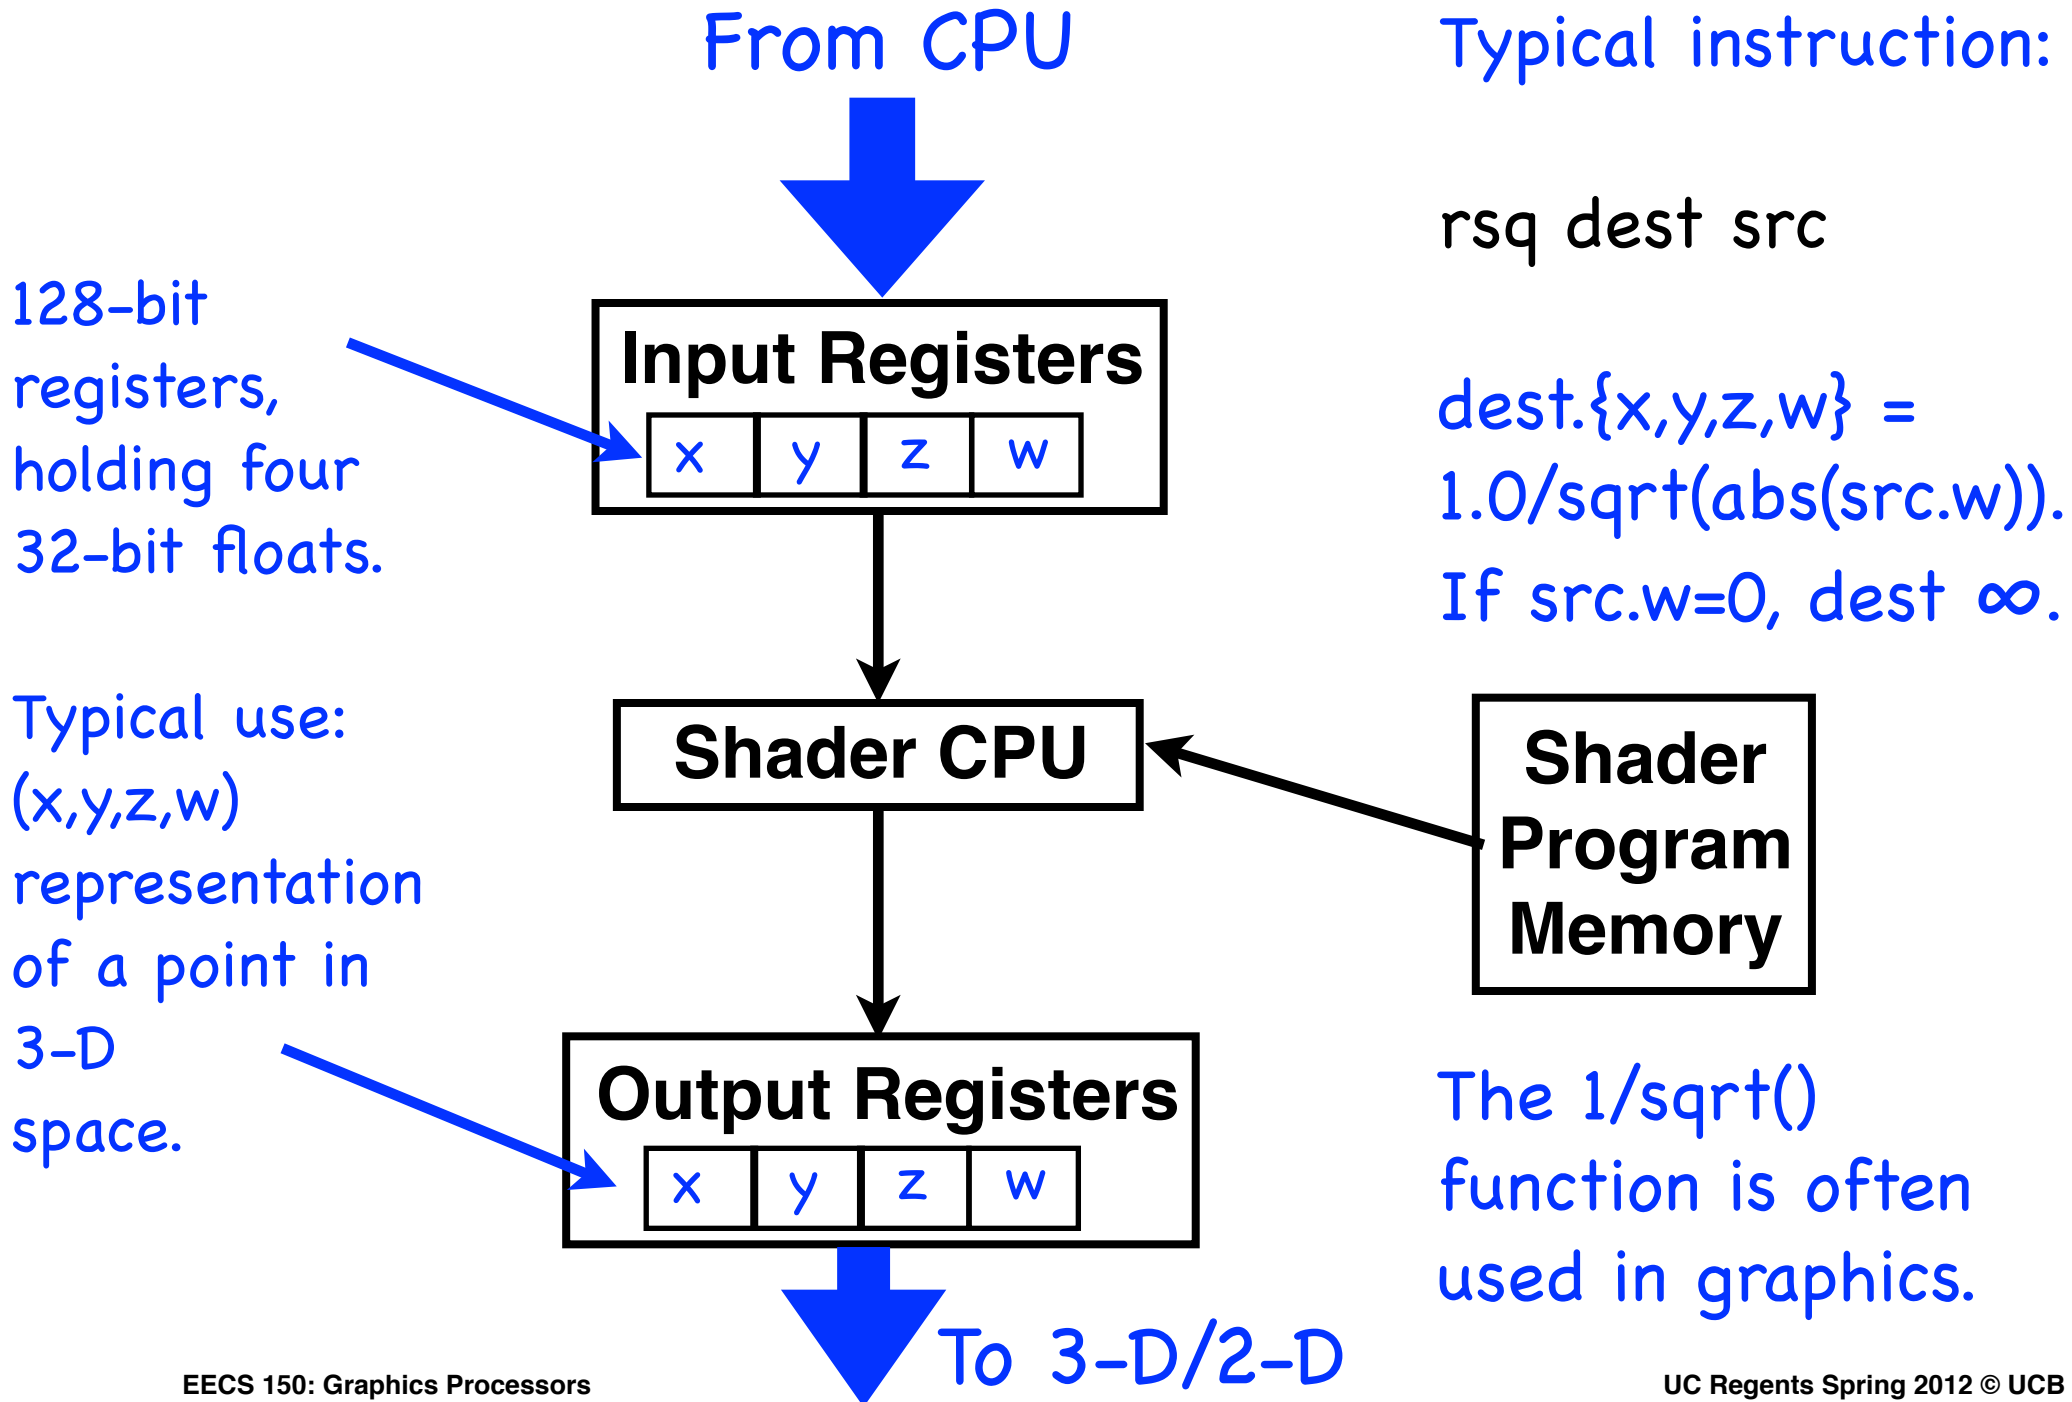 From CPU
Typical instruction:
rsq dest src
dest.{x,y,z,w} =
1.0/sqrt(abs(src.w)).
If src.w=0, dest ∞.
128-bit
registers,
holding four
32-bit floats.
Input Registers
x y z w
Typical use:
(x,y,z,w)
representation
of a point in
3-D
space.
Shader CPU
Shader
Program
Memory
Output Registers
x y z w
The 1/sqrt()
function is often
used in graphics.
To 3-D/2-D
EECS 150: Graphics Processors
UC Regents Spring 2012 © UCB